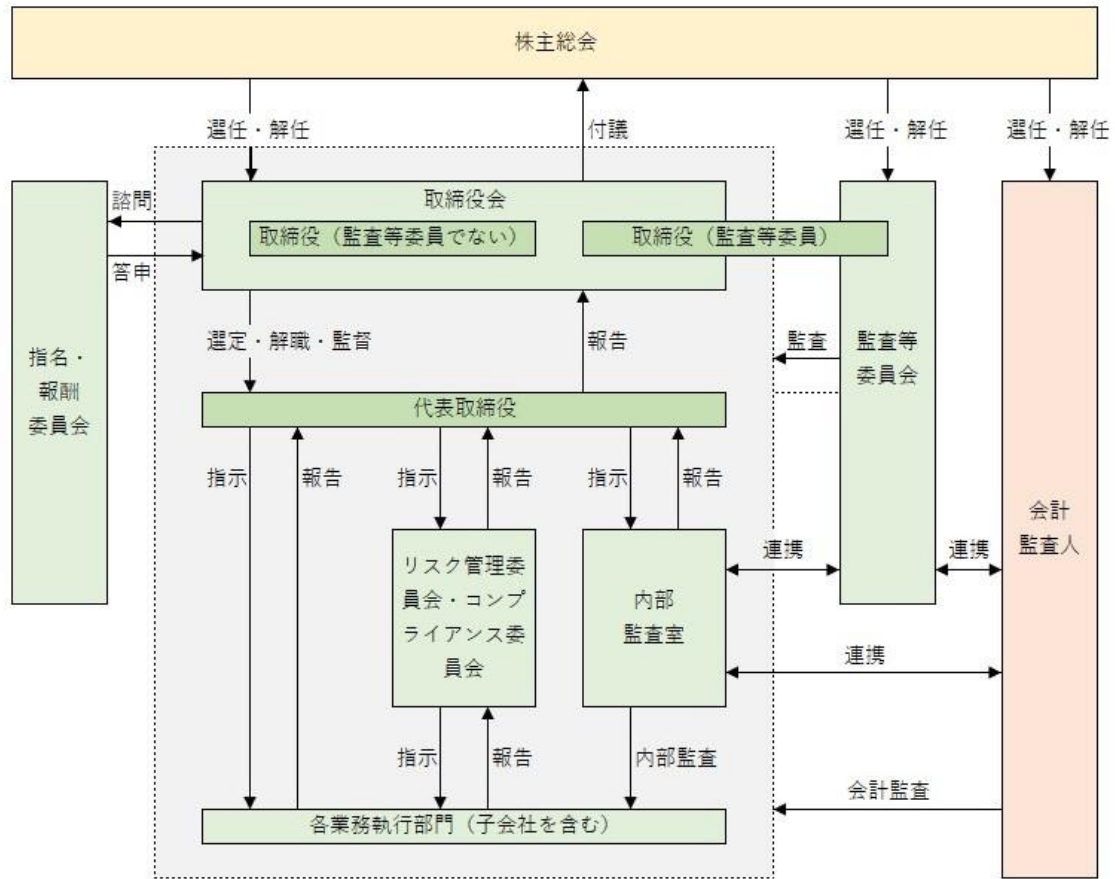 株主総会
選任・解任
付議
選任・解任
選任・解任
諮問
答申
取締役会
取締役（監査等委員でない）
取締役（監査等委員）
指名・
報酬
委員会
選定・解職・監督
報告
監査
監査等
委員会
代表取締役
指示
報告
指示
報告
指示
報告
リスク管理委
員会・コンプ
ライアンス委
員会
内部
監査室
連携
連携
会計
監査人
連携
指示
報告
内部監査
会計監査
各業務執行部門（子会社を含む）